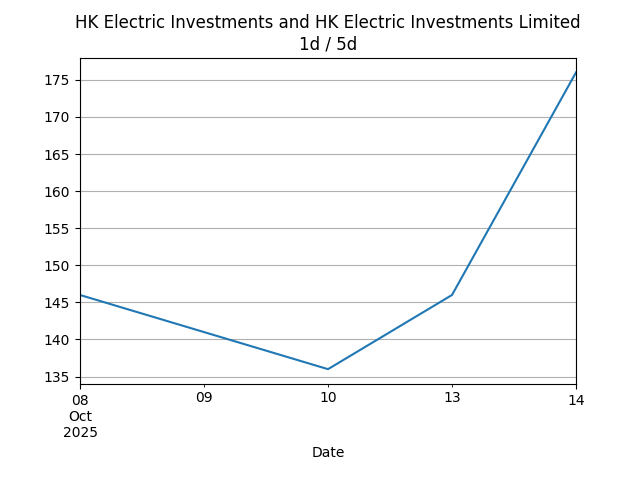 HK Electric Investments and HK Electric Investments Limited
1d / 5d
175
170
165
160
155
150
145
140
135
08 09 10 13 14
Oct
2025
Date